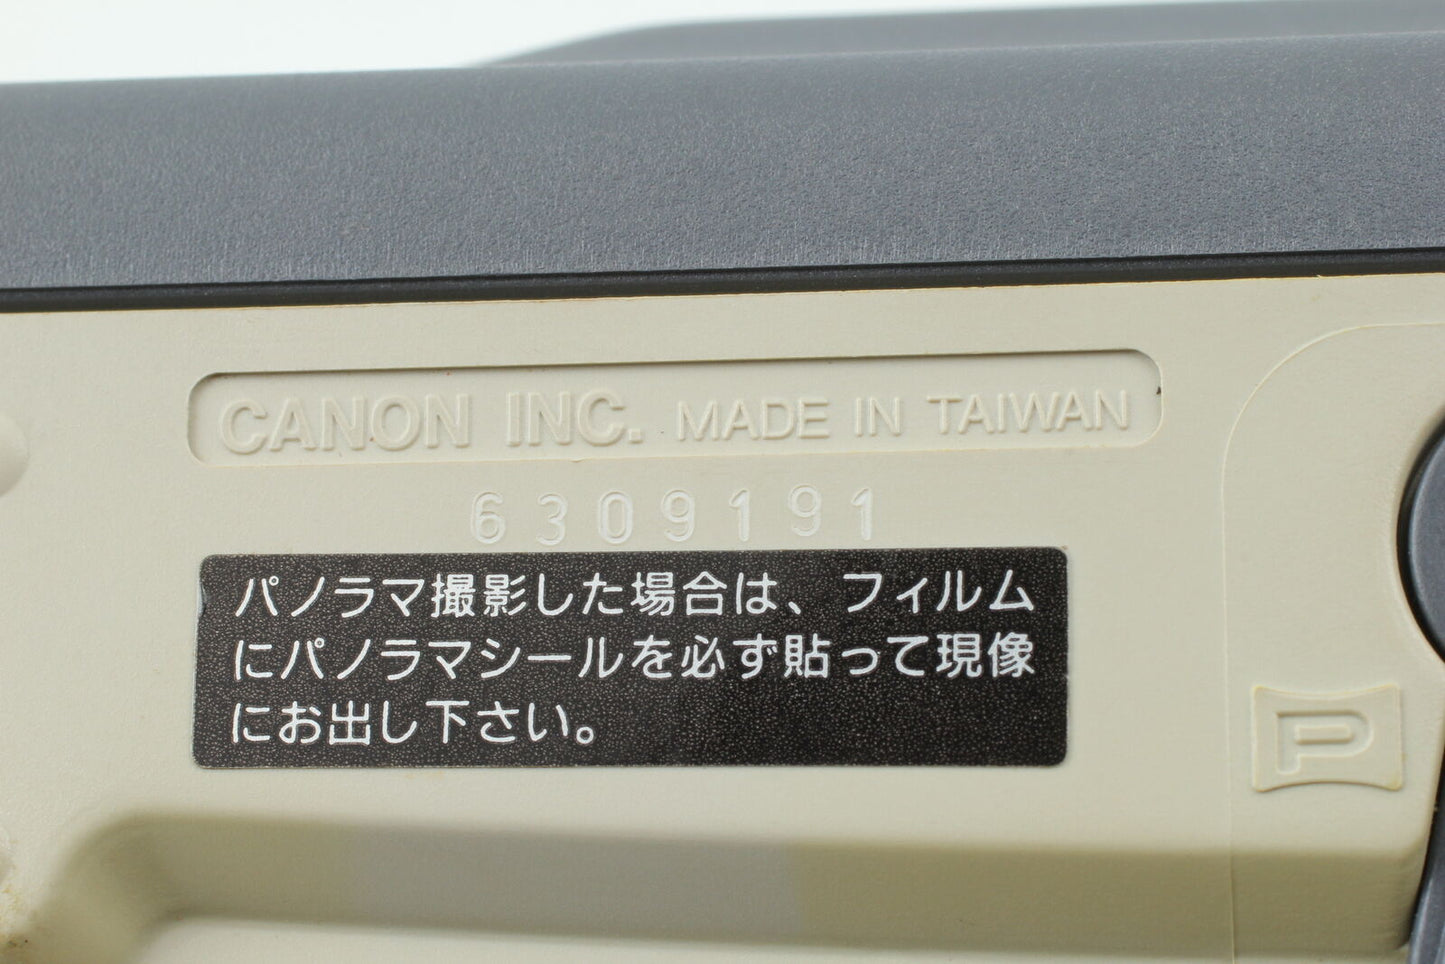 CANON INC. MADE IN TAIWAN
6309191
パノラマ撮影した場合は、フィルム
にパノラマシールを必ず貼って現像
にお出し下さい。
P